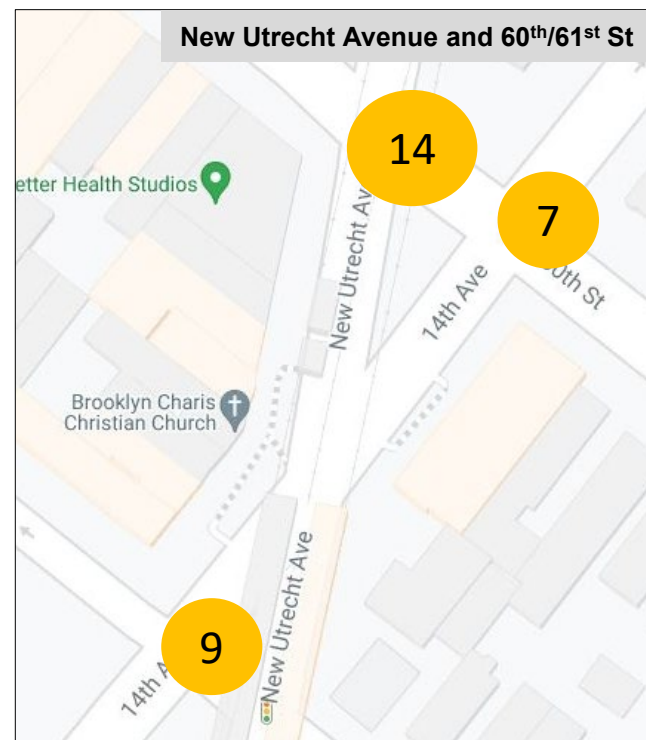 New Utrecht Avenue and 60th/61st St
14
etter Health Studios
7
New Utrecht Av
14th Ave
0th St
Brooklyn Charis
Christian Church
New Utrecht Ave
9
14th A